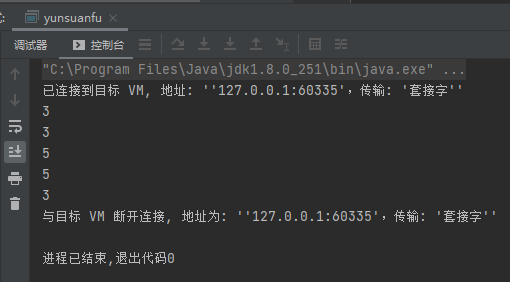 yunsuanfu
调试器
控制台
"C:\Program Files\Java\jdk1.8.0_251\bin\java.exe" ...
已连接到目标 VM, 地址: ''127.0.0.1:60335'，传输: '套接字''
3
3
5
5
3
与目标 VM 断开连接, 地址为: ''127.0.0.1:60335'，传输: '套接字''
进程已结束,退出代码0